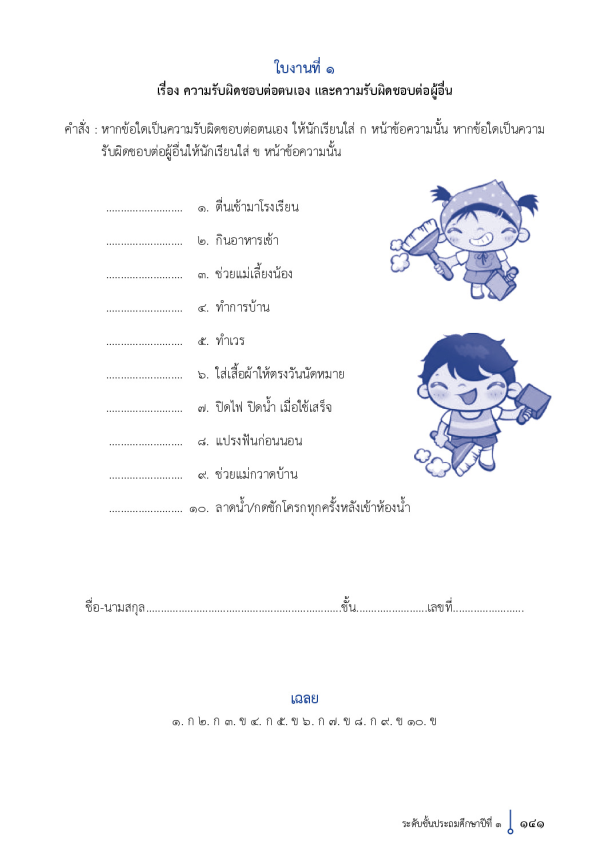 ใบงานที่ ๑
เรื่อง ความรับผิดชอบต่อตนเอง และความรับผิดชอบต่อผู้อื่น
คำสั่ง : หากข้อใดเป็นความรับผิดชอบต่อตนเอง ให้นักเรียนใส่ ก หน้าข้อความนั้น หากข้อใดเป็นความ
รับผิดชอบต่อผู้อื่นให้นักเรียนใส่ ข หน้าข้อความนั้น
.......................... ๑. ตื่นเช้ามาโรงเรียน
.......................... ๒. กินอาหารเช้า
.......................... ๓. ช่วยแม่เลี้ยงน้อง
.......................... ๔. ทำการบ้าน
.......................... ๕. ทำเวร
.......................... ๖. ใส่เสื้อผ้าให้ตรงวันนัดหมาย
.......................... ๗. ปิดไฟ ปิดน้ำ เมื่อใช้เสร็จ
......................... ๘. แปรงฟันก่อนนอน
......................... ๙. ช่วยแม่กวาดบ้าน
......................... ๑๐. ลาดน้ำ/กดชักโครกทุกครั้งหลังเข้าห้องน้ำ
ชื่อ-นามสกุล..................................................................ชั้น........................เลขที่........................
เฉลย
๑. ก ๒. ก ๓. ข ๔. ก ๕. ข ๖. ก ๗. ข ๘. ก ๙. ข ๑๐. ข
ระดับชั้นประถมศึกษาปีที่ ๑ ๑๔๑